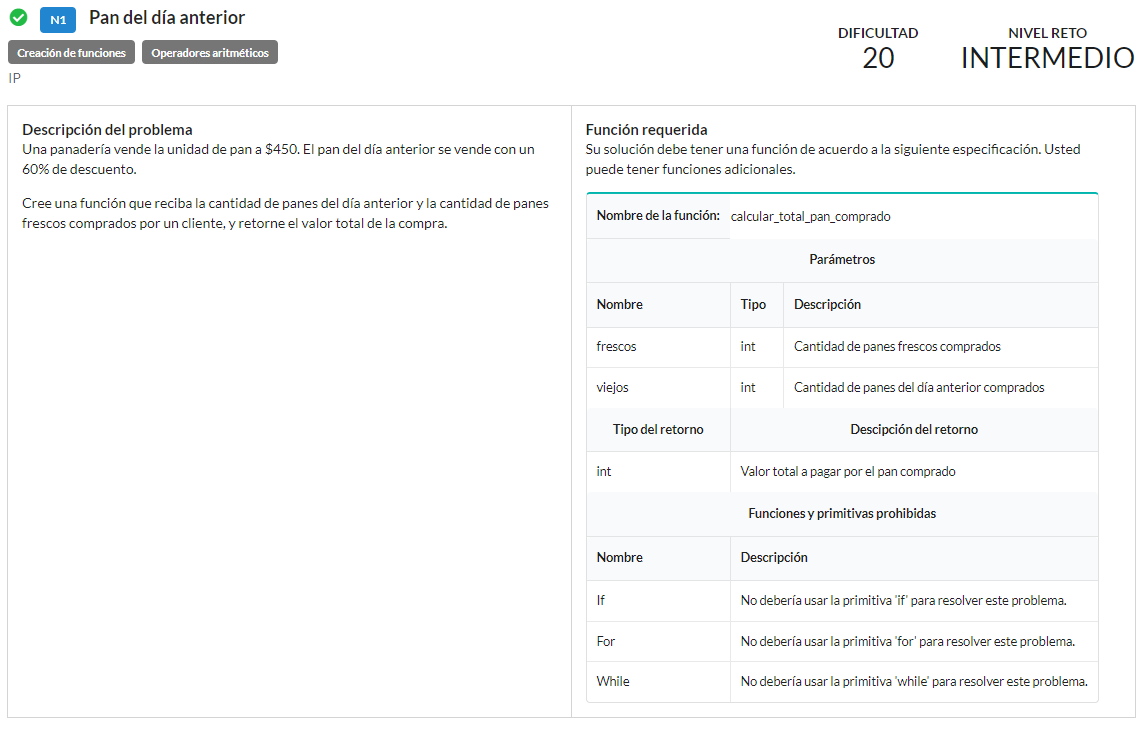 N1 Pan del día anterior
Creación de funciones Operadores aritméticos
IP
DIFICULTAD
20
NIVEL RETO
INTERMEDIO
Descripción del problema
Una panadería vende la unidad de pan a $450. El pan del día anterior se vende con un
60% de descuento.
Cree una función que reciba la cantidad de panes del día anterior y la cantidad de panes
frescos comprados por un cliente, y retorne el valor total de la compra.
Función requerida
Su solución debe tener una función de acuerdo a la siguiente especificación. Usted
puede tener funciones adicionales.
Nombre de la función: calcular_total_pan_comprado
Parámetros
Nombre Tipo Descripción
frescos int Cantidad de panes frescos comprados
viejos int Cantidad de panes del día anterior comprados
Tipo del retorno Descipción del retorno
int Valor total a pagar por el pan comprado
Funciones y primitivas prohibidas
Nombre Descripción
If No debería usar la primitiva 'if' para resolver este problema.
For No debería usar la primitiva 'for' para resolver este problema.
While No debería usar la primitiva 'while' para resolver este problema.